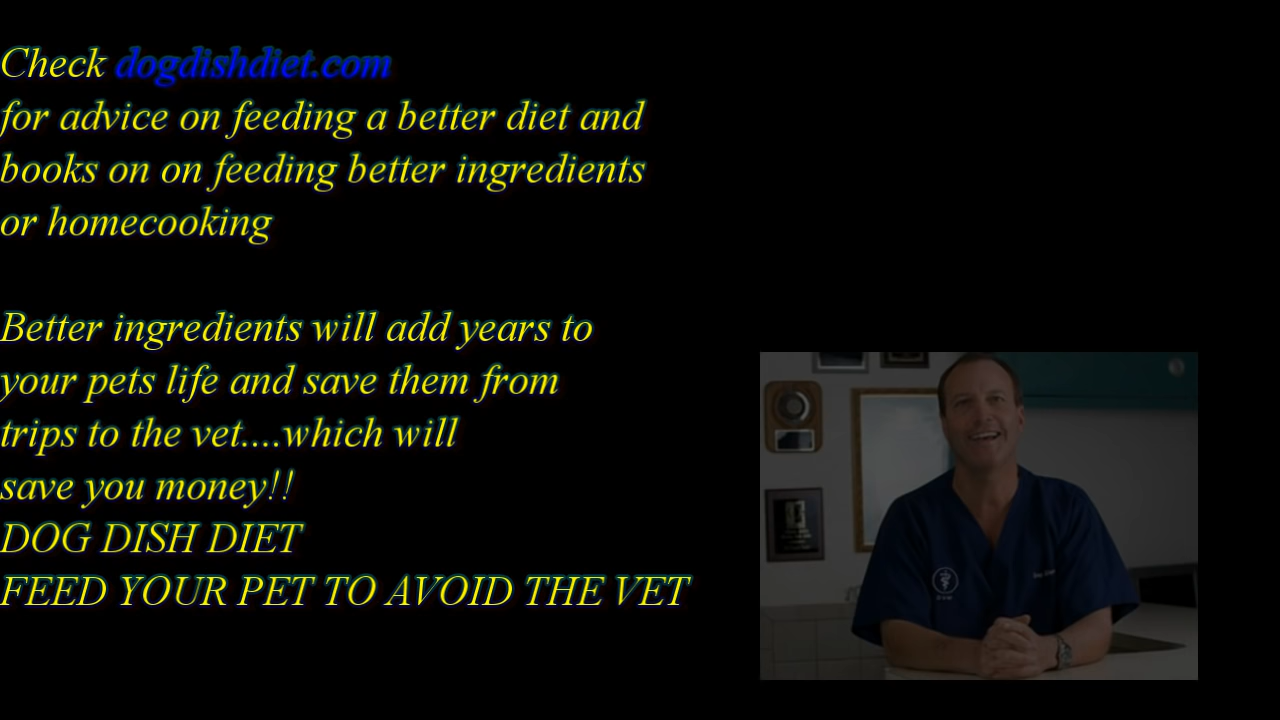 Check dogdishdiet.com
for advice on feeding a better diet and
books on on feeding better ingredients
or homecooking
Better ingredients will add years to
your pets life and save them from
trips to the vet....which will
save you money!!
DOG DISH DIET
FEED YOUR PET TO AVOID THE VET